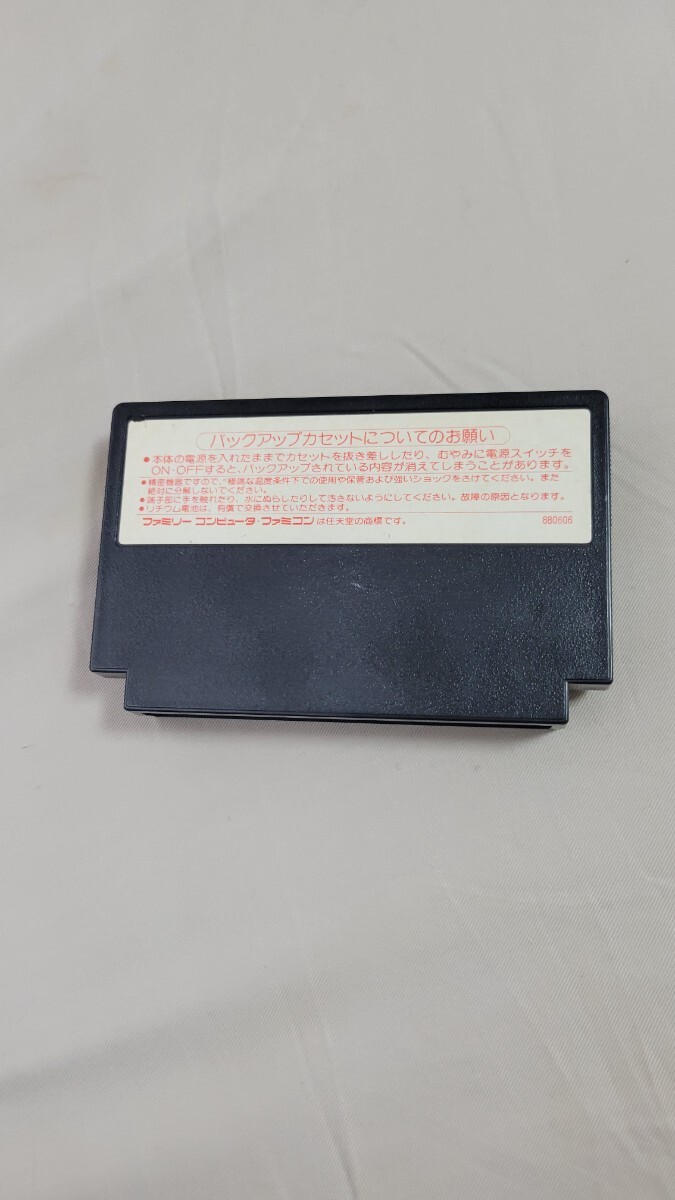 バックアップカセットについてのお願い
●本体の電源を入れたままでカセットを抜き差ししたり、むやみに電源スイッチを
ON・OFFすると、バックアップされている内容が消えてしまうことがあります。
●精密機器ですので、極端な温度条件下での使用や保管および強いショックをさけてください。また
絶対に分解しないでください。
●端子部に手を触れたり、水にぬらしたりして汚さないようにしてください。故障の原因となります。
●リチウム電池は、有償で交換させていただきます。
ファミリー コンピュータ・ファミコンは任天堂の商標です。 880606